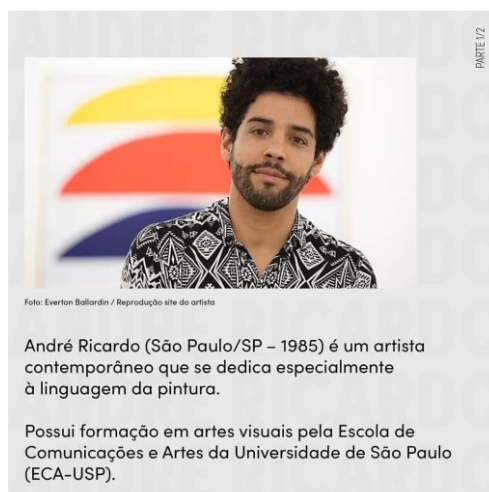 ANDRÉ RICARDO
PARTE 1/2
Foto: Everton Ballardin / Reprodução site do artista
André Ricardo (São Paulo/SP – 1985) é um artista
contemporâneo que se dedica especialmente
à linguagem da pintura.
Possui formação em artes visuais pela Escola de
Comunicações e Artes da Universidade de São Paulo
(ECA-USP).